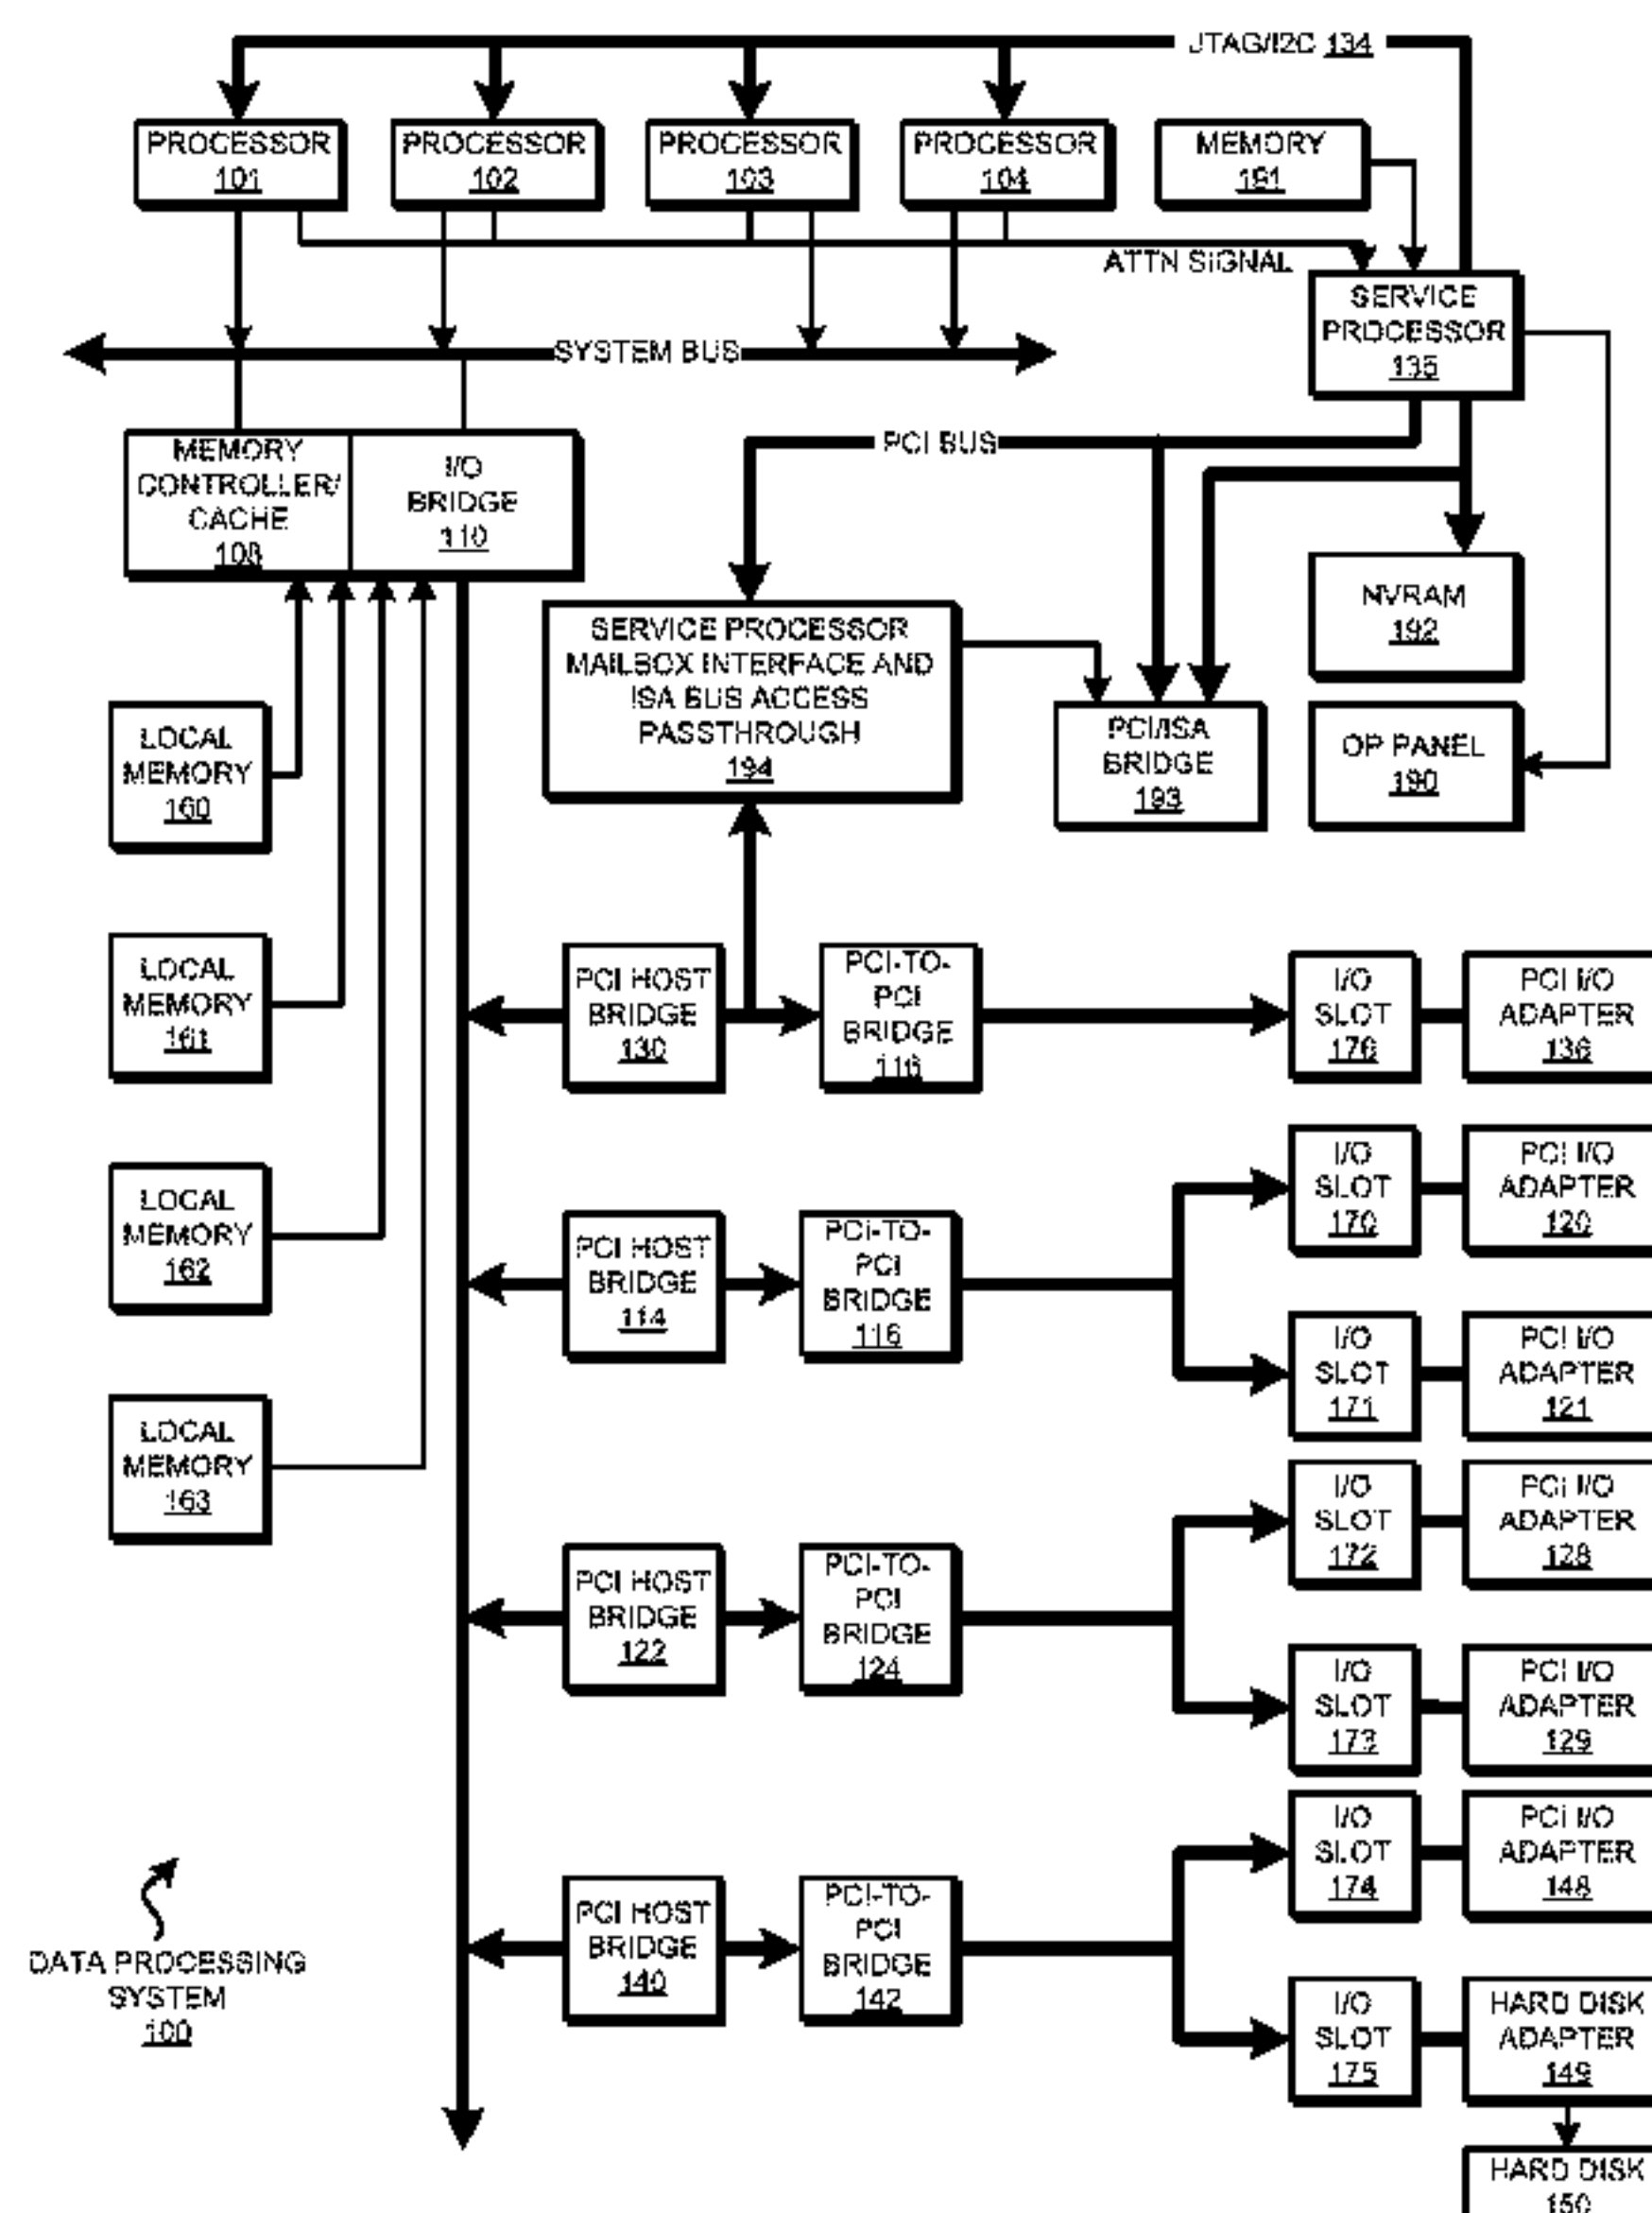 JTAG/I2C 134
PROCESSOR
101
PROCESSOR
102
PROCESSOR
103
PROCESSOR
104
MEMORY
191
ATTN SIGNAL
SERVICE
PROCESSOR
135
SYSTEM BUS
MEMORY
CONTROLLER/
CACHE
108
I/O
BRIDGE
110
PCI BUS
NVRAM
192
SERVICE PROCESSOR
MAILBOX INTERFACE AND
ISA BUS ACCESS
PASSTHROUGH
194
PCI/ISA
BRIDGE
193
OP PANEL
190
LOCAL
MEMORY
160
LOCAL
MEMORY
161
LOCAL
MEMORY
162
LOCAL
MEMORY
163
PCI HOST
BRIDGE
130
PCI-TO-
PCI
BRIDGE
116
I/O
SLOT
176
PCI I/O
ADAPTER
136
PCI HOST
BRIDGE
114
PCI-TO-
PCI
BRIDGE
116
I/O
SLOT
170
PCI I/O
ADAPTER
120
I/O
SLOT
171
PCI I/O
ADAPTER
121
PCI HOST
BRIDGE
122
PCI-TO-
PCI
BRIDGE
124
I/O
SLOT
172
PCI I/O
ADAPTER
128
I/O
SLOT
173
PCI I/O
ADAPTER
129
PCI HOST
BRIDGE
140
PCI-TO-
PCI
BRIDGE
142
I/O
SLOT
174
PCI I/O
ADAPTER
148
I/O
SLOT
175
HARD DISK
ADAPTER
149
HARD DISK
150
DATA PROCESSING
SYSTEM
100